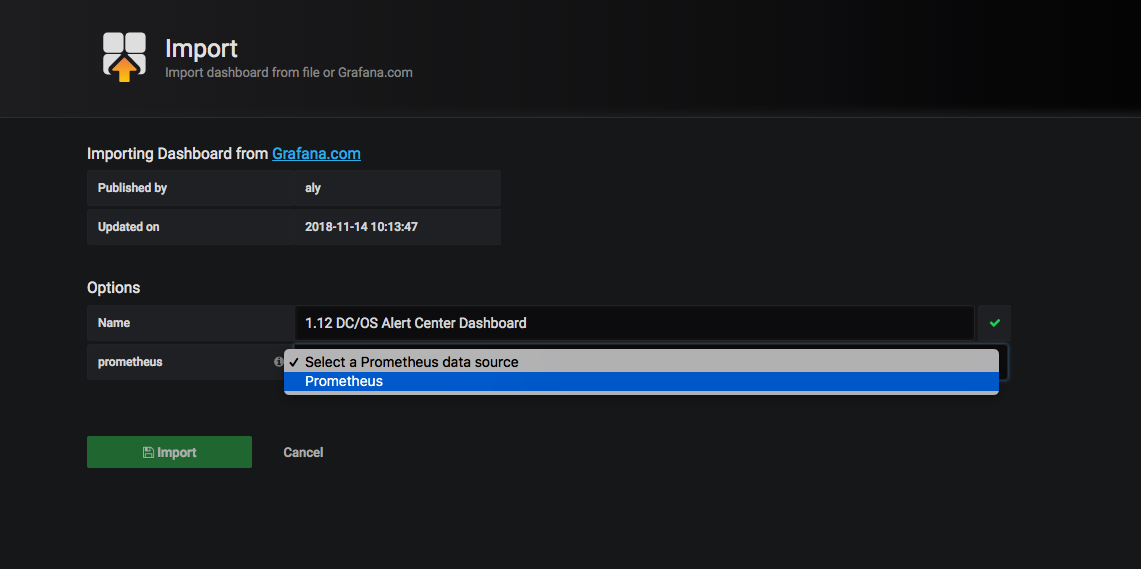 Import
Import dashboard from file or Grafana.com
Importing Dashboard from Grafana.com
Published by aly
Updated on 2018-11-14 10:13:47
Options
Name 1.12 DC/OS Alert Center Dashboard
prometheus Select a Prometheus data source
Prometheus
Import Cancel